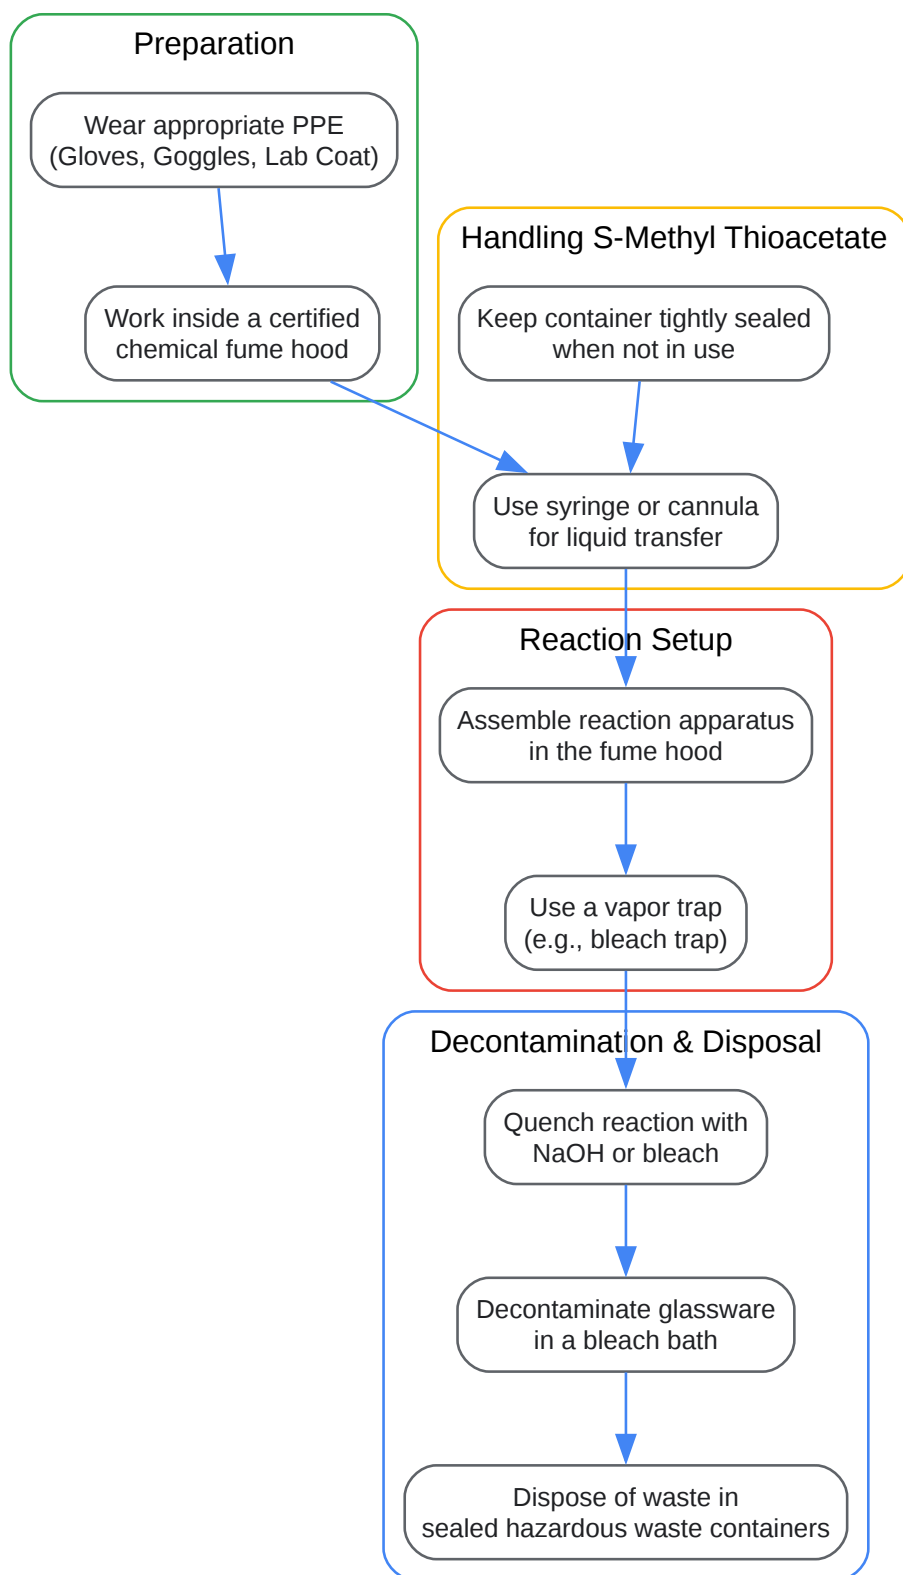 Preparation
Wear appropriate PPE
(Gloves, Goggles, Lab Coat)
Work inside a certified
chemical fume hood
Handling S-Methyl Thioacetate
Keep container tightly sealed
when not in use
Use syringe or cannula
for liquid transfer
Reaction Setup
Assemble reaction apparatus
in the fume hood
Use a vapor trap
(e.g., bleach trap)
Decontamination & Disposal
Quench reaction with
NaOH or bleach
Decontaminate glassware
in a bleach bath
Dispose of waste in
sealed hazardous waste containers